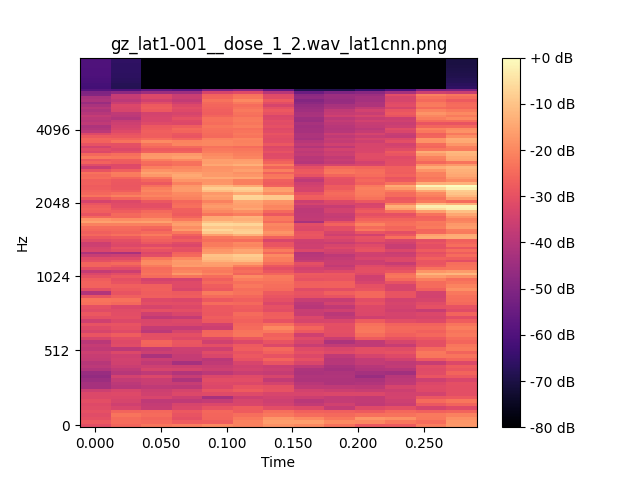 gz_lat1-001__dose_1_2.wav_lat1cnn.png
Hz
4096
2048
1024
512
0
0.000 0.050 0.100 0.150 0.200 0.250
Time
+0 dB
-10 dB
-20 dB
-30 dB
-40 dB
-50 dB
-60 dB
-70 dB
-80 dB